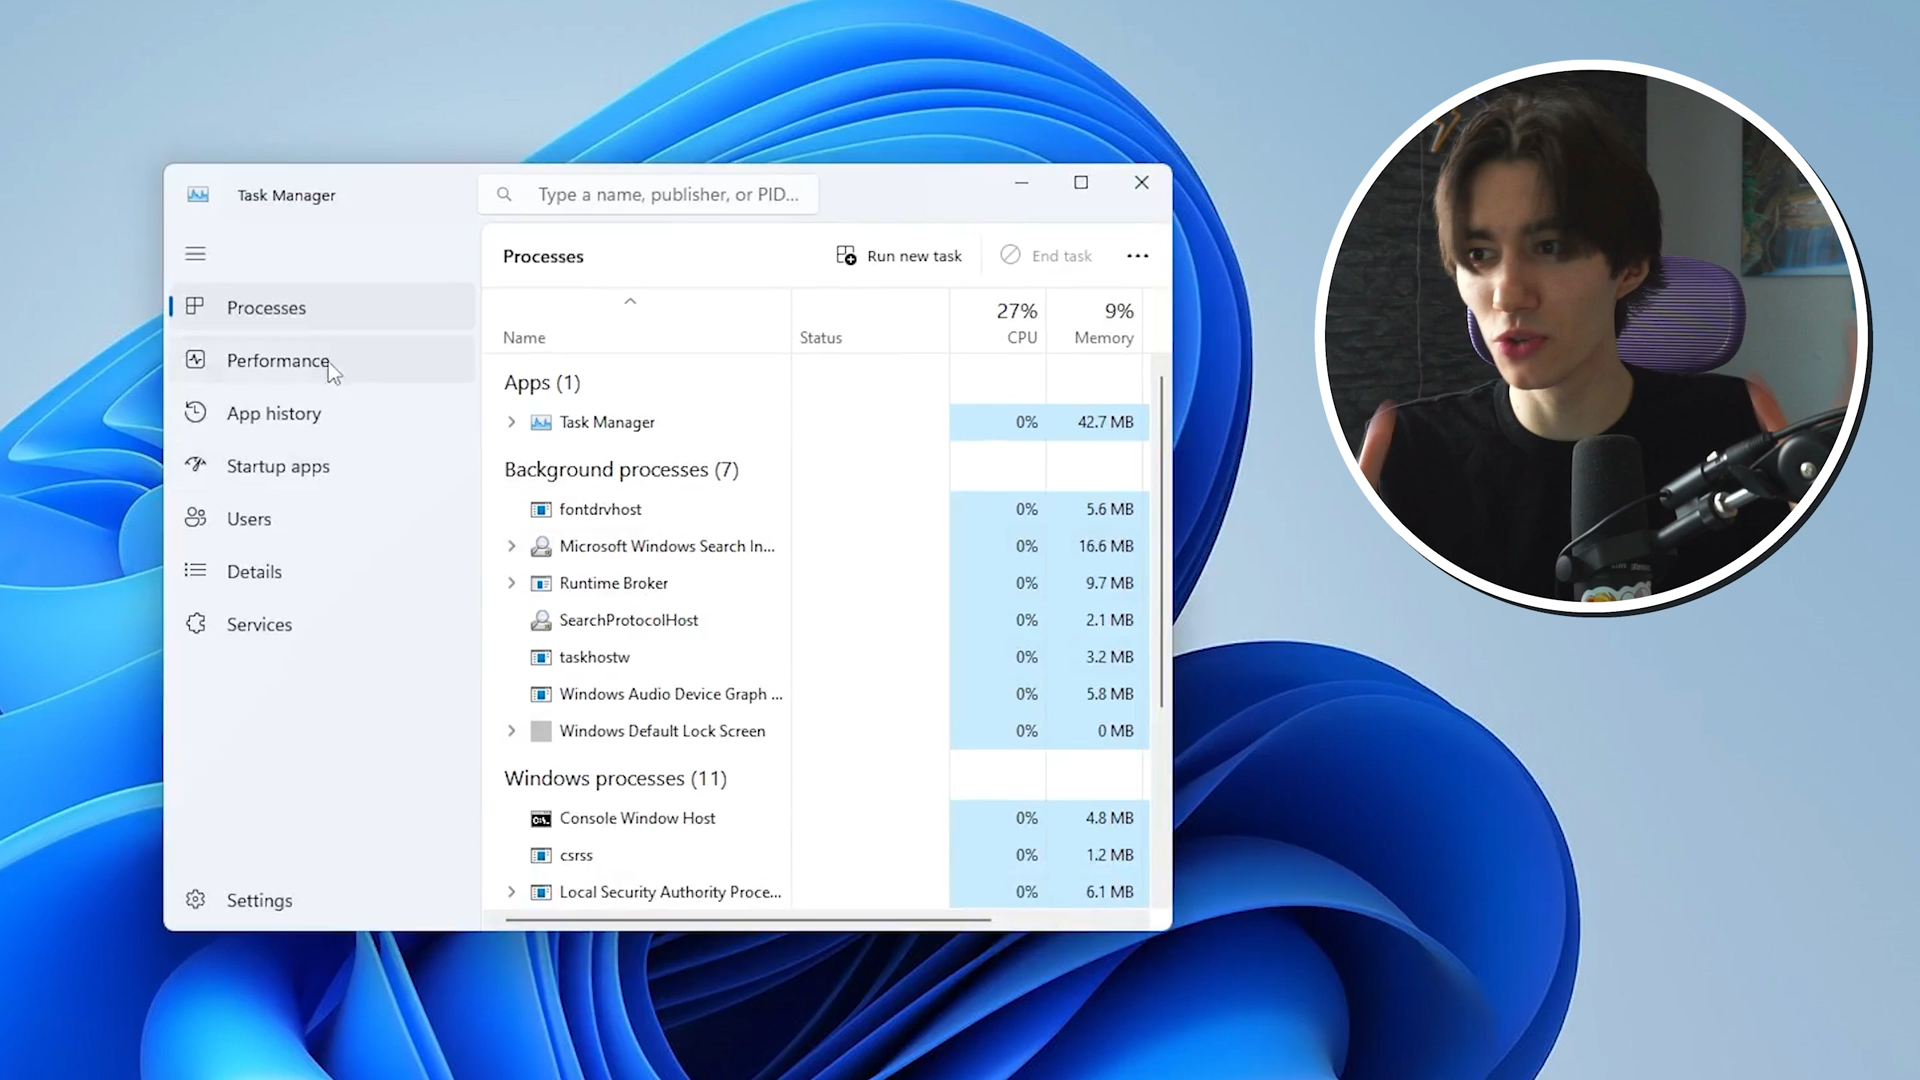 Task Manager
Type a name, publisher, or PID...
Processes
Performance
App history
Startup apps
Users
Details
Services
Settings
Processes
Run new task
End task
Name
Status
27%
CPU
9%
Memory
Apps (1)
Task Manager 0% 42.7 MB
Background processes (7)
fontdrvhost 0% 5.6 MB
Microsoft Windows Search In... 0% 16.6 MB
Runtime Broker 0% 9.7 MB
SearchProtocolHost 0% 2.1 MB
taskhostw 0% 3.2 MB
Windows Audio Device Graph ... 0% 5.8 MB
Windows Default Lock Screen 0% 0 MB
Windows processes (11)
Console Window Host 0% 4.8 MB
csrss 0% 1.2 MB
Local Security Authority Proce... 0% 6.1 MB